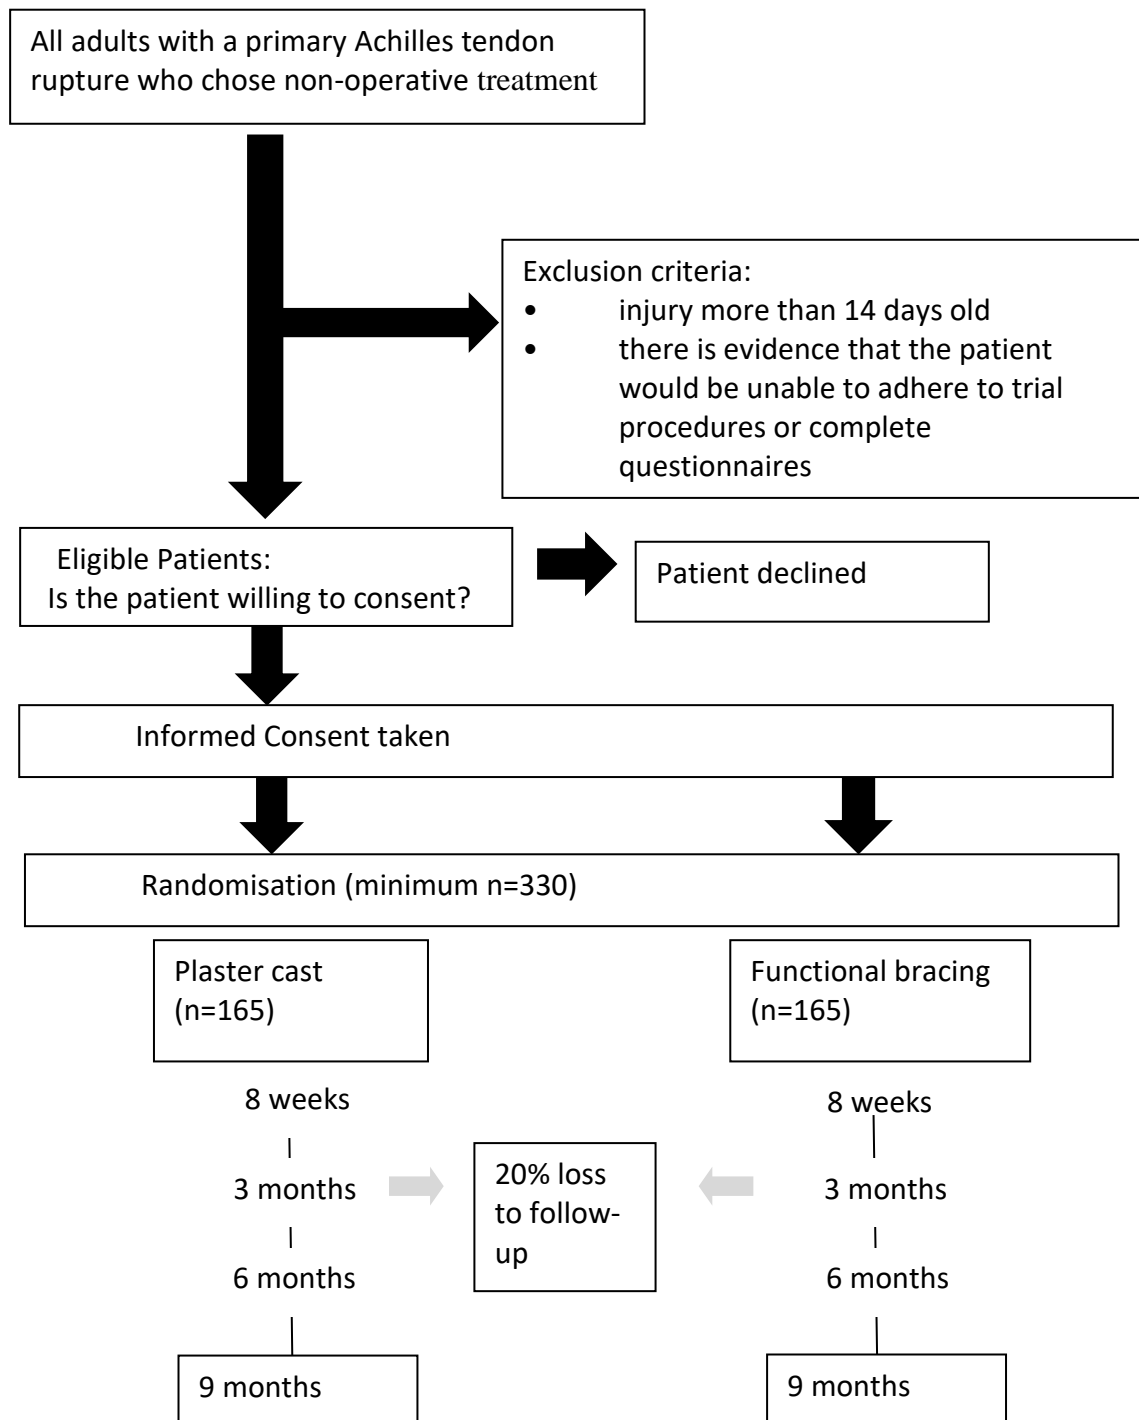 All adults with a primary Achilles tendon
rupture who chose non-operative treatment
Exclusion criteria:
• injury more than 14 days old
• there is evidence that the patient
would be unable to adhere to trial
procedures or complete
questionnaires
Eligible Patients:
Is the patient willing to consent?
Patient declined
Informed Consent taken
Randomisation (minimum n=330)
Plaster cast
(n=165)
Functional bracing
(n=165)
8 weeks
8 weeks
3 months
20% loss
to follow-
up
3 months
6 months
6 months
9 months
9 months